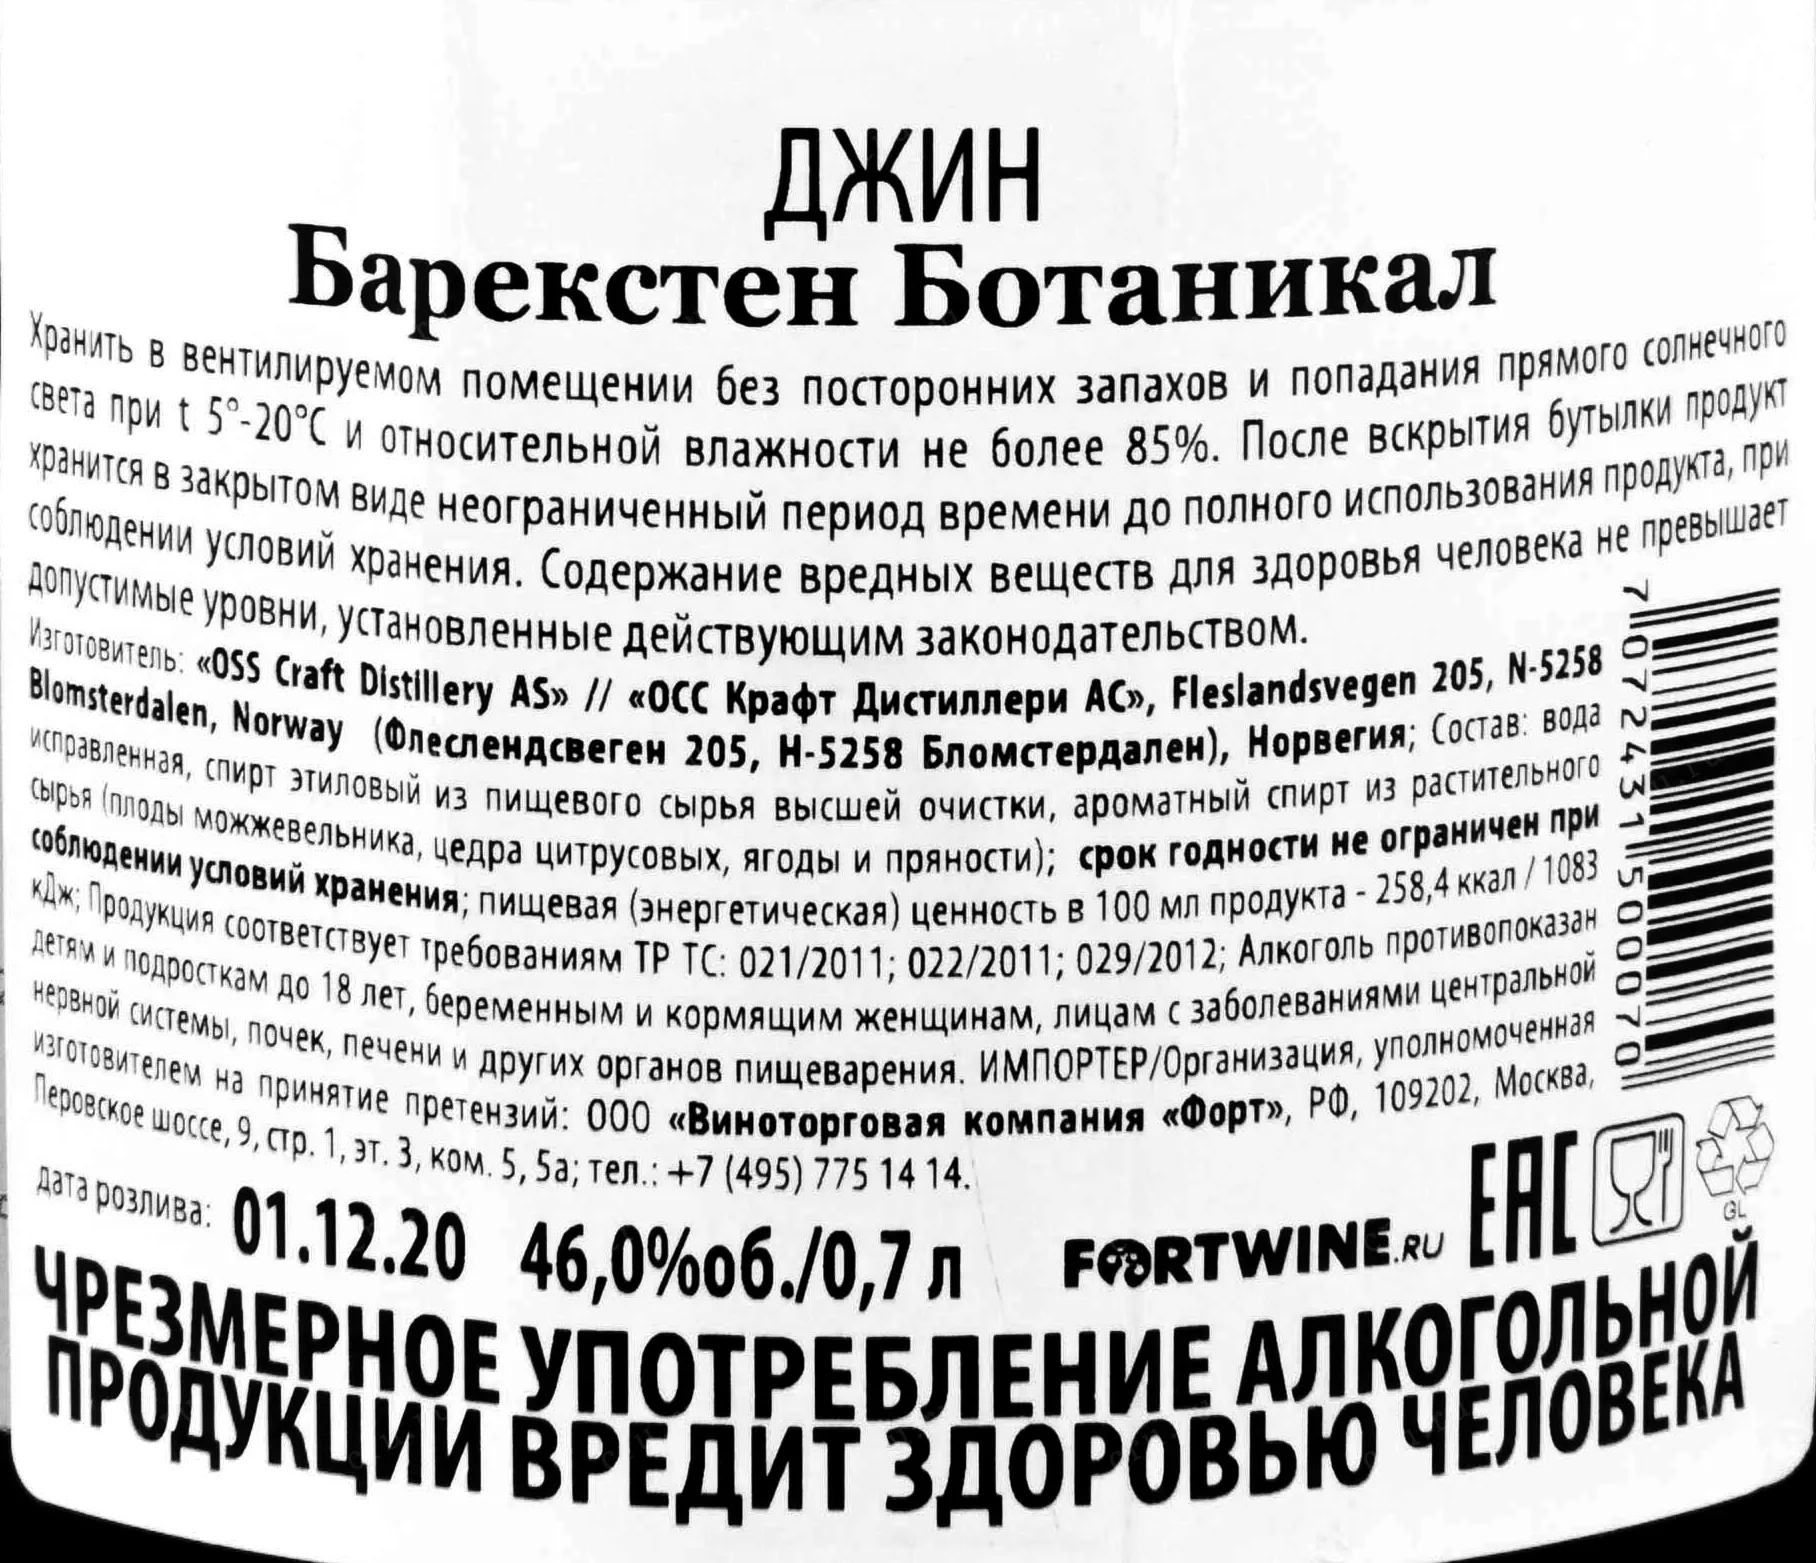 ДЖИН
Барекстен Ботаникал
Хранить в вентилируемом помещении без посторонних запахов и попадания прямого солнечного
света при t 5°-20°C и относительной влажности не более 85%. После вскрытия бутылки продукт
хранится в закрытом виде неограниченный период времени до полного использования продукта, при
соблюдении условий хранения. Содержание вредных веществ для здоровья человека не превышает
допустимые уровни, установленные действующим законодательством.
Изготовитель: «OSS Craft Distillery AS» // «ОСС Крафт Дистиллери АС», Fleslandsvegen 205, N-5258
Blomsterdalen, Norway (Флеслендсвеген 205, Н-5258 Бломстердален), Норвегия; Состав: вода
исправленная, спирт этиловый из пищевого сырья высшей очистки, ароматный спирт из растительного
сырья (плоды можжевельника, цедра цитрусовых, ягоды и пряности); срок годности не ограничен при
соблюдении условий хранения; пищевая (энергетическая) ценность в 100 мл продукта - 258,4 ккал / 1083
кДж; Продукция соответствует требованиям ТР ТС: 021/2011; 022/2011; 029/2012; Алкоголь противопоказан
детям и подросткам до 18 лет, беременным и кормящим женщинам, лицам с заболеваниями центральной
нервной системы, почек, печени и других органов пищеварения. ИМПОРТЕР/Организация, уполномоченная
изготовителем на принятие претензий: ООО «Виноторговая компания «Форт», РФ, 109202, Москва,
Перовское шоссе, 9, стр. 1, эт. 3, ком. 5, 5а; тел.: +7 (495) 775 14 14.
7 072431 500070
дата розлива: 01.12.20 46,0%об./0,7 л FORTWINE.RU EAC
GL
ЧРЕЗМЕРНОЕ УПОТРЕБЛЕНИЕ АЛКОГОЛЬНОЙ
ПРОДУКЦИИ ВРЕДИТ ЗДОРОВЬЮ ЧЕЛОВЕКА